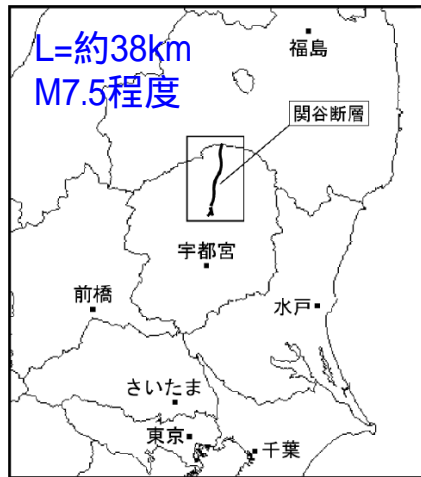 L=約38km
M7.5程度
福島
関谷断層
宇都宮
前橋
水戸
さいたま
東京
千葉